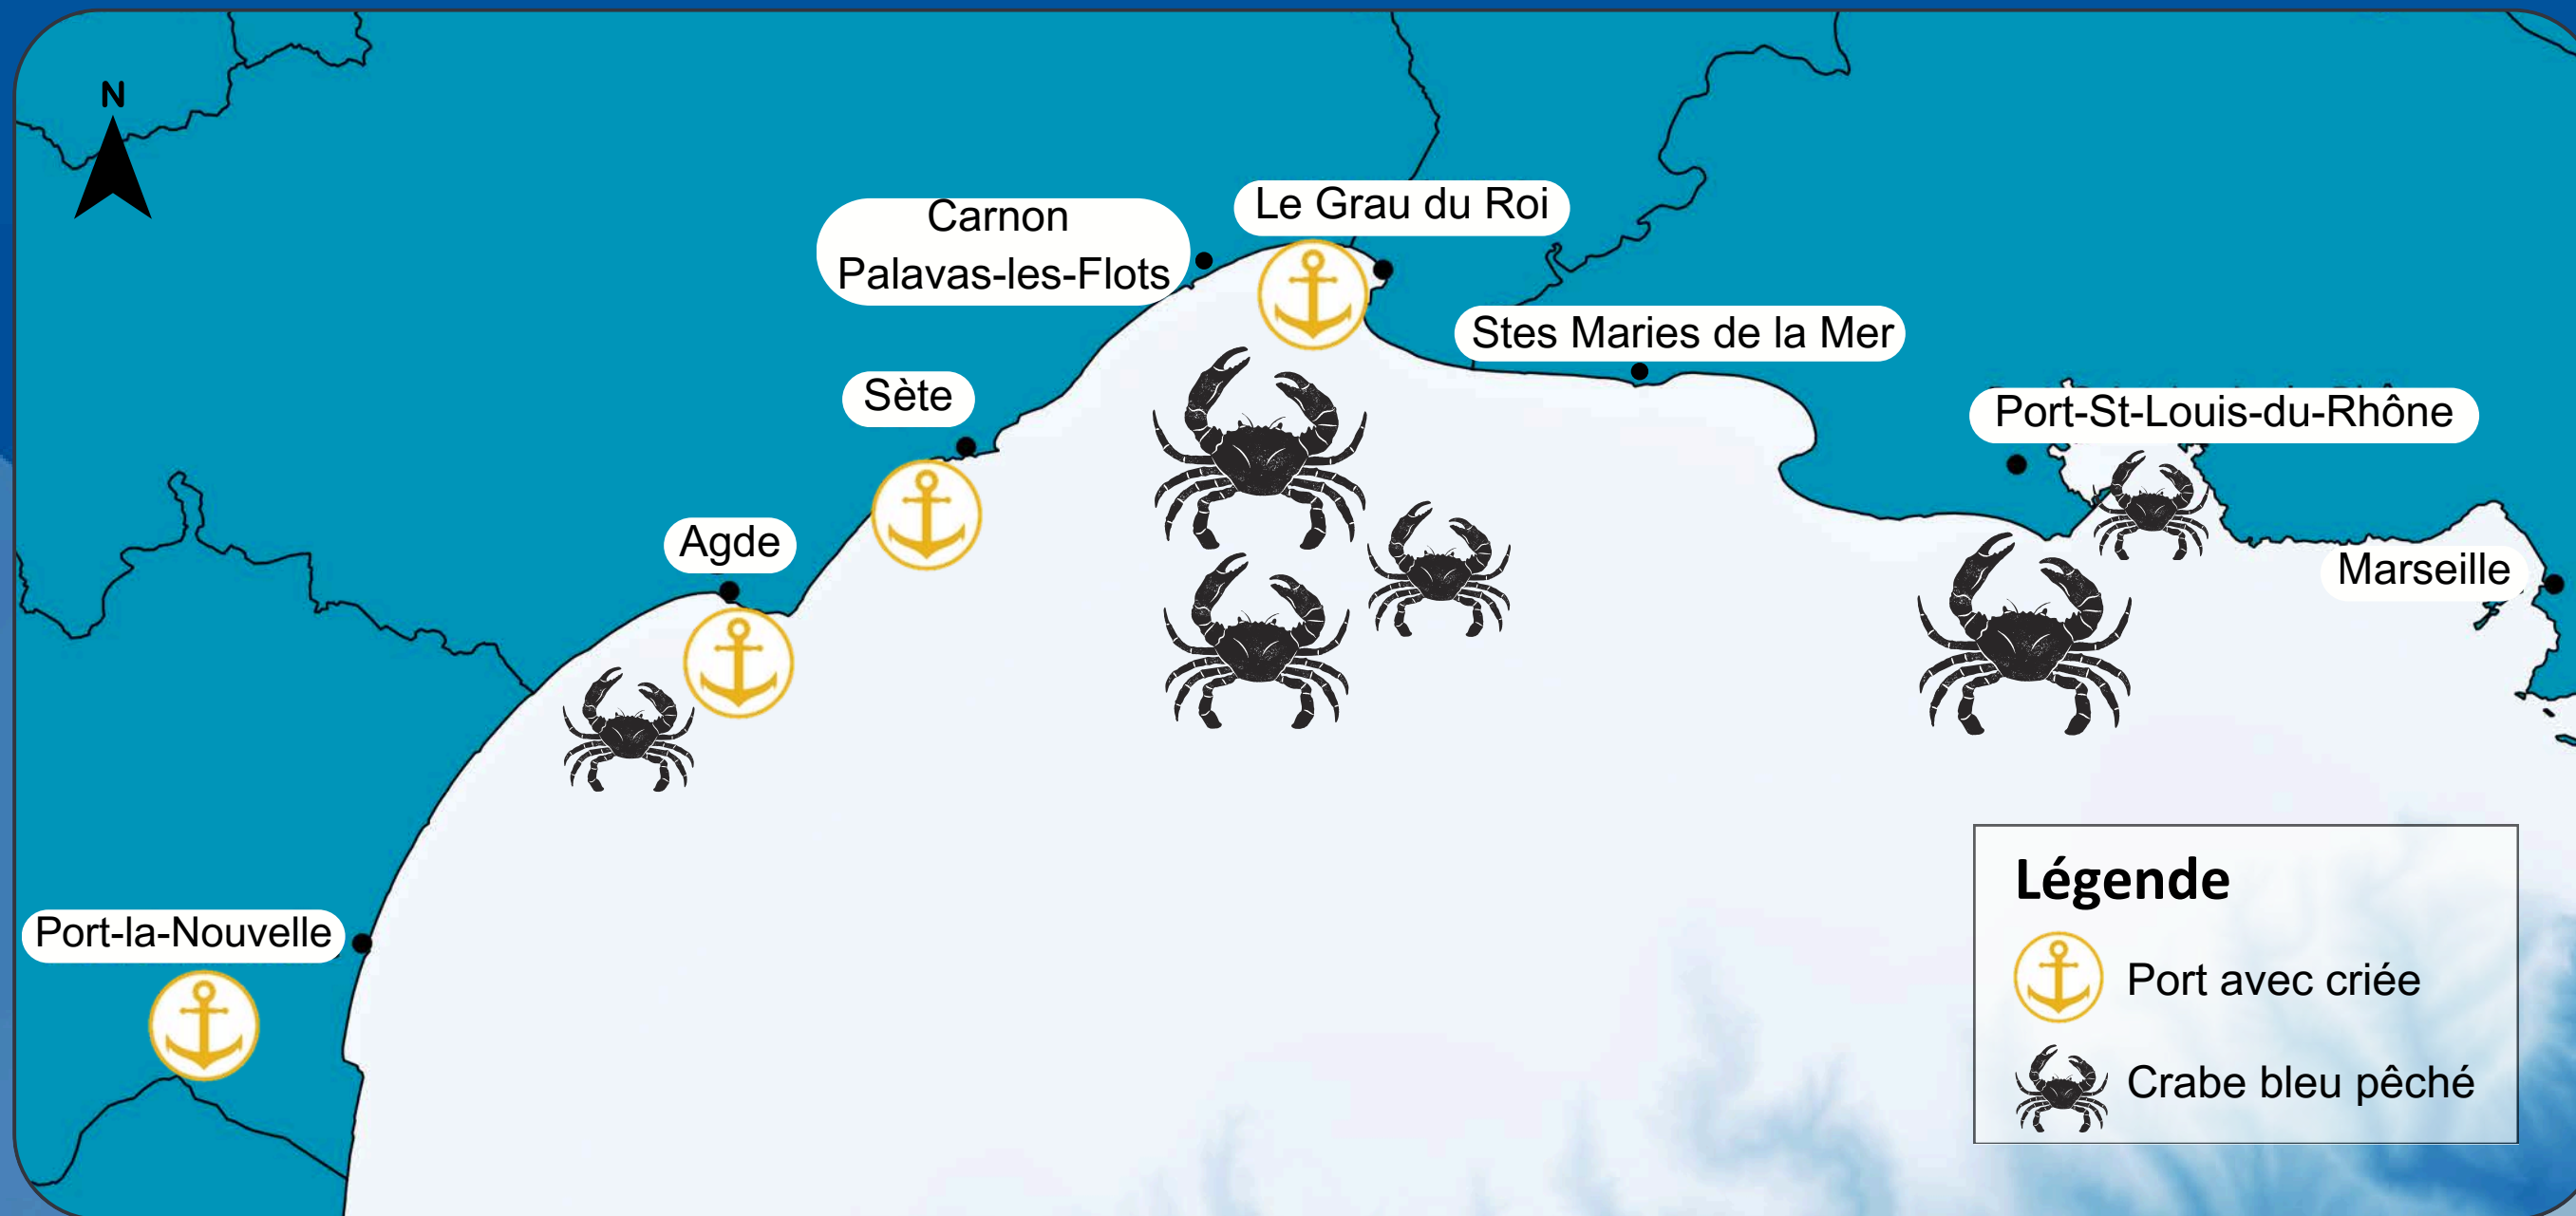 N
Le Grau du Roi
Carnon
Palavas-les-Flots
Stes Maries de la Mer
Sète
Port-St-Louis-du-Rhône
Agde
Marseille
Port-la-Nouvelle
Légende
Port avec criée
Crabe bleu pêché